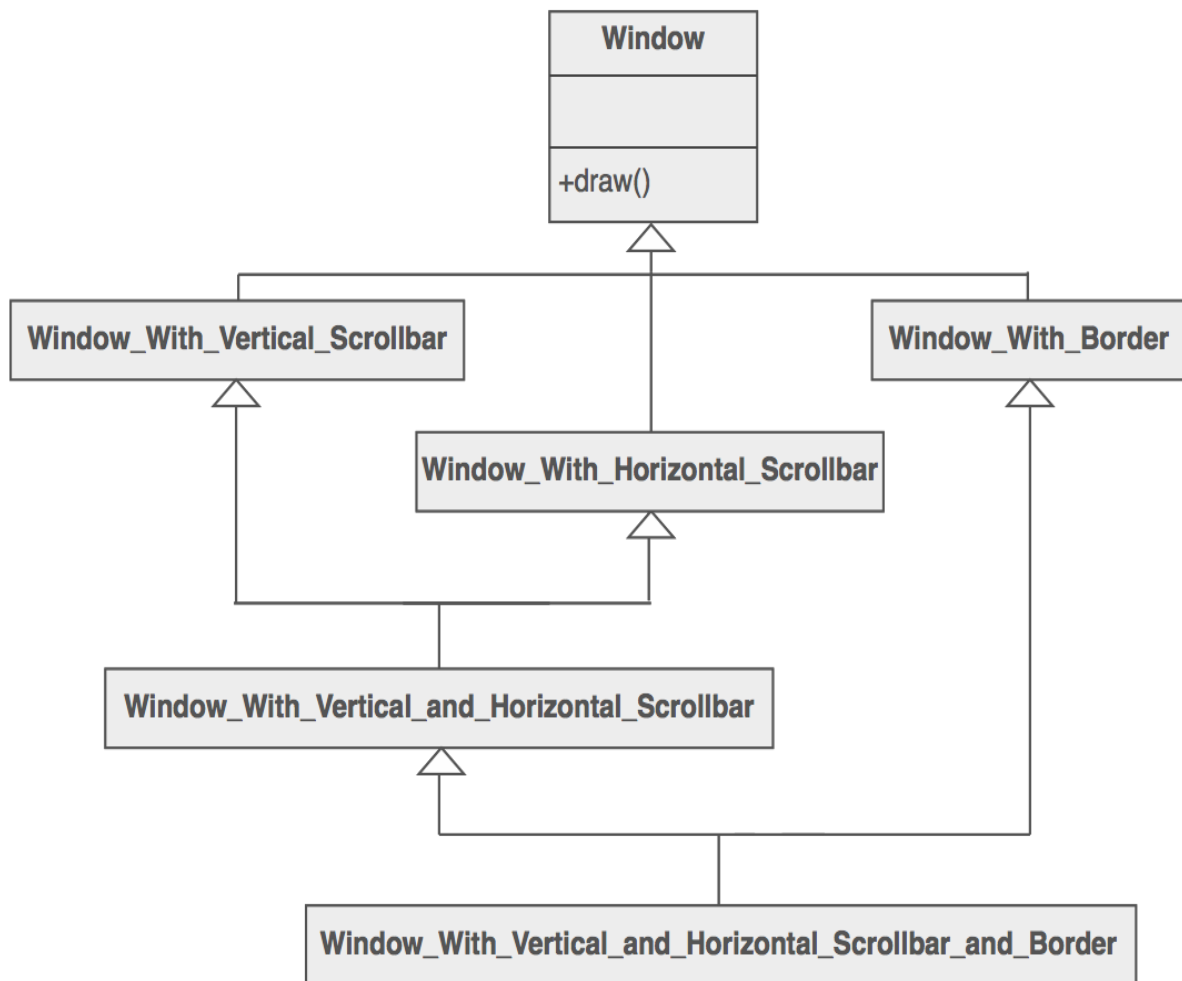 Window
+draw()
Window_With_Vertical_Scrollbar
Window_With_Border
Window_With_Horizontal_Scrollbar
Window_With_Vertical_and_Horizontal_Scrollbar
Window_With_Vertical_and_Horizontal_Scrollbar_and_Border